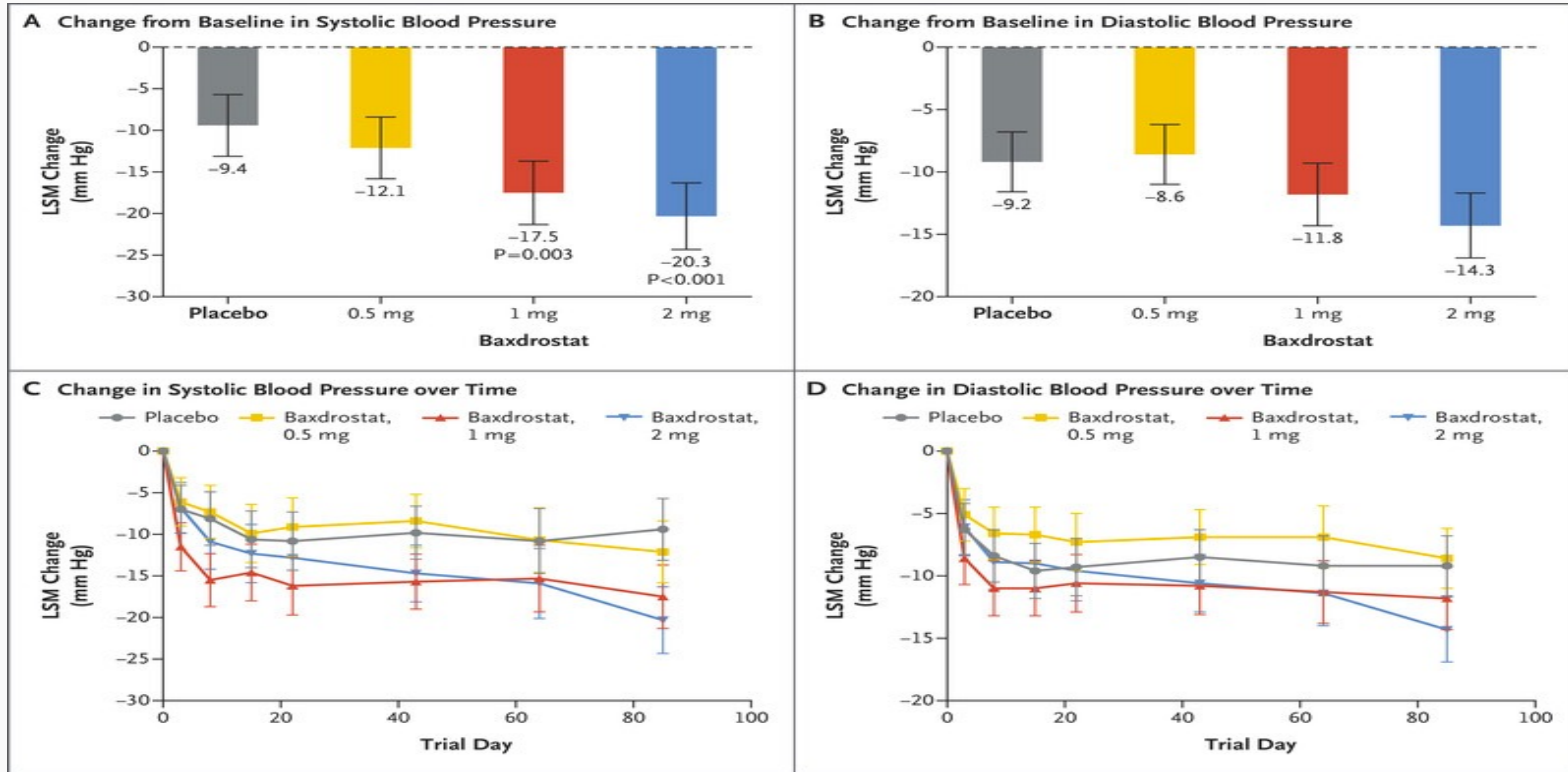 A Change from Baseline in Systolic Blood Pressure
LSM Change
(mm Hg)
0
−5
−10
−15
−20
−25
−30
−9.4
−12.1
−17.5
P=0.003
−20.3
P<0.001
Placebo 0.5 mg 1 mg 2 mg
Baxdrostat
B Change from Baseline in Diastolic Blood Pressure
LSM Change
(mm Hg)
0
−5
−10
−15
−20
−9.2
−8.6
−11.8
−14.3
Placebo 0.5 mg 1 mg 2 mg
Baxdrostat
C Change in Systolic Blood Pressure over Time
Placebo Baxdrostat, Baxdrostat, Baxdrostat,
0.5 mg 1 mg 2 mg
LSM Change
(mm Hg)
0
−5
−10
−15
−20
−25
−30
0 20 40 60 80 100
Trial Day
D Change in Diastolic Blood Pressure over Time
Placebo Baxdrostat, Baxdrostat, Baxdrostat,
0.5 mg 1 mg 2 mg
LSM Change
(mm Hg)
0
−5
−10
−15
−20
0 20 40 60 80 100
Trial Day